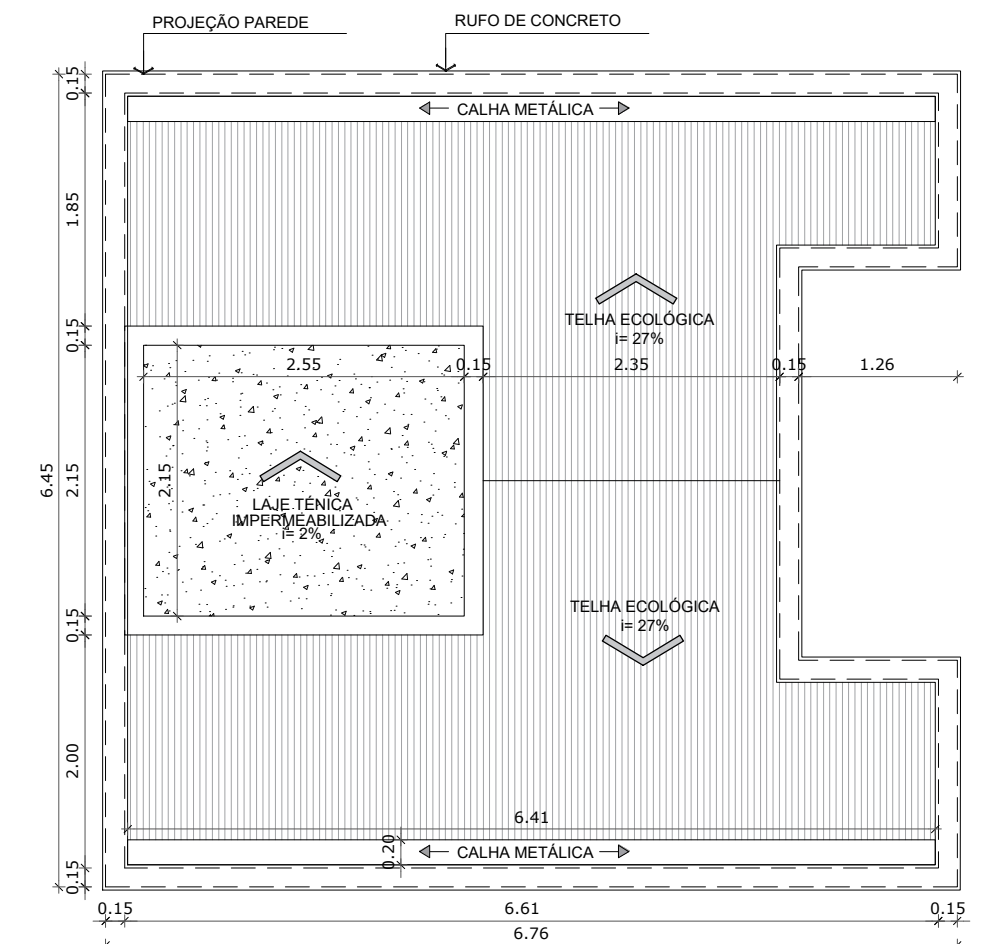 PROJEÇÃO PAREDE
RUFO DE CONCRETO
0.15
CALHA METÁLICA
1.85
TELHA ECOLÓGICA
i= 27%
0.15
2.55
0.15
2.35
0.15
1.26
6.45
2.15
2.15
LAJE TÉNICA
IMPERMEABILIZADA
i= 2%
0.15
TELHA ECOLÓGICA
i= 27%
2.00
6.41
0.20
CALHA METÁLICA
0.15
0.15
6.61
0.15
6.76